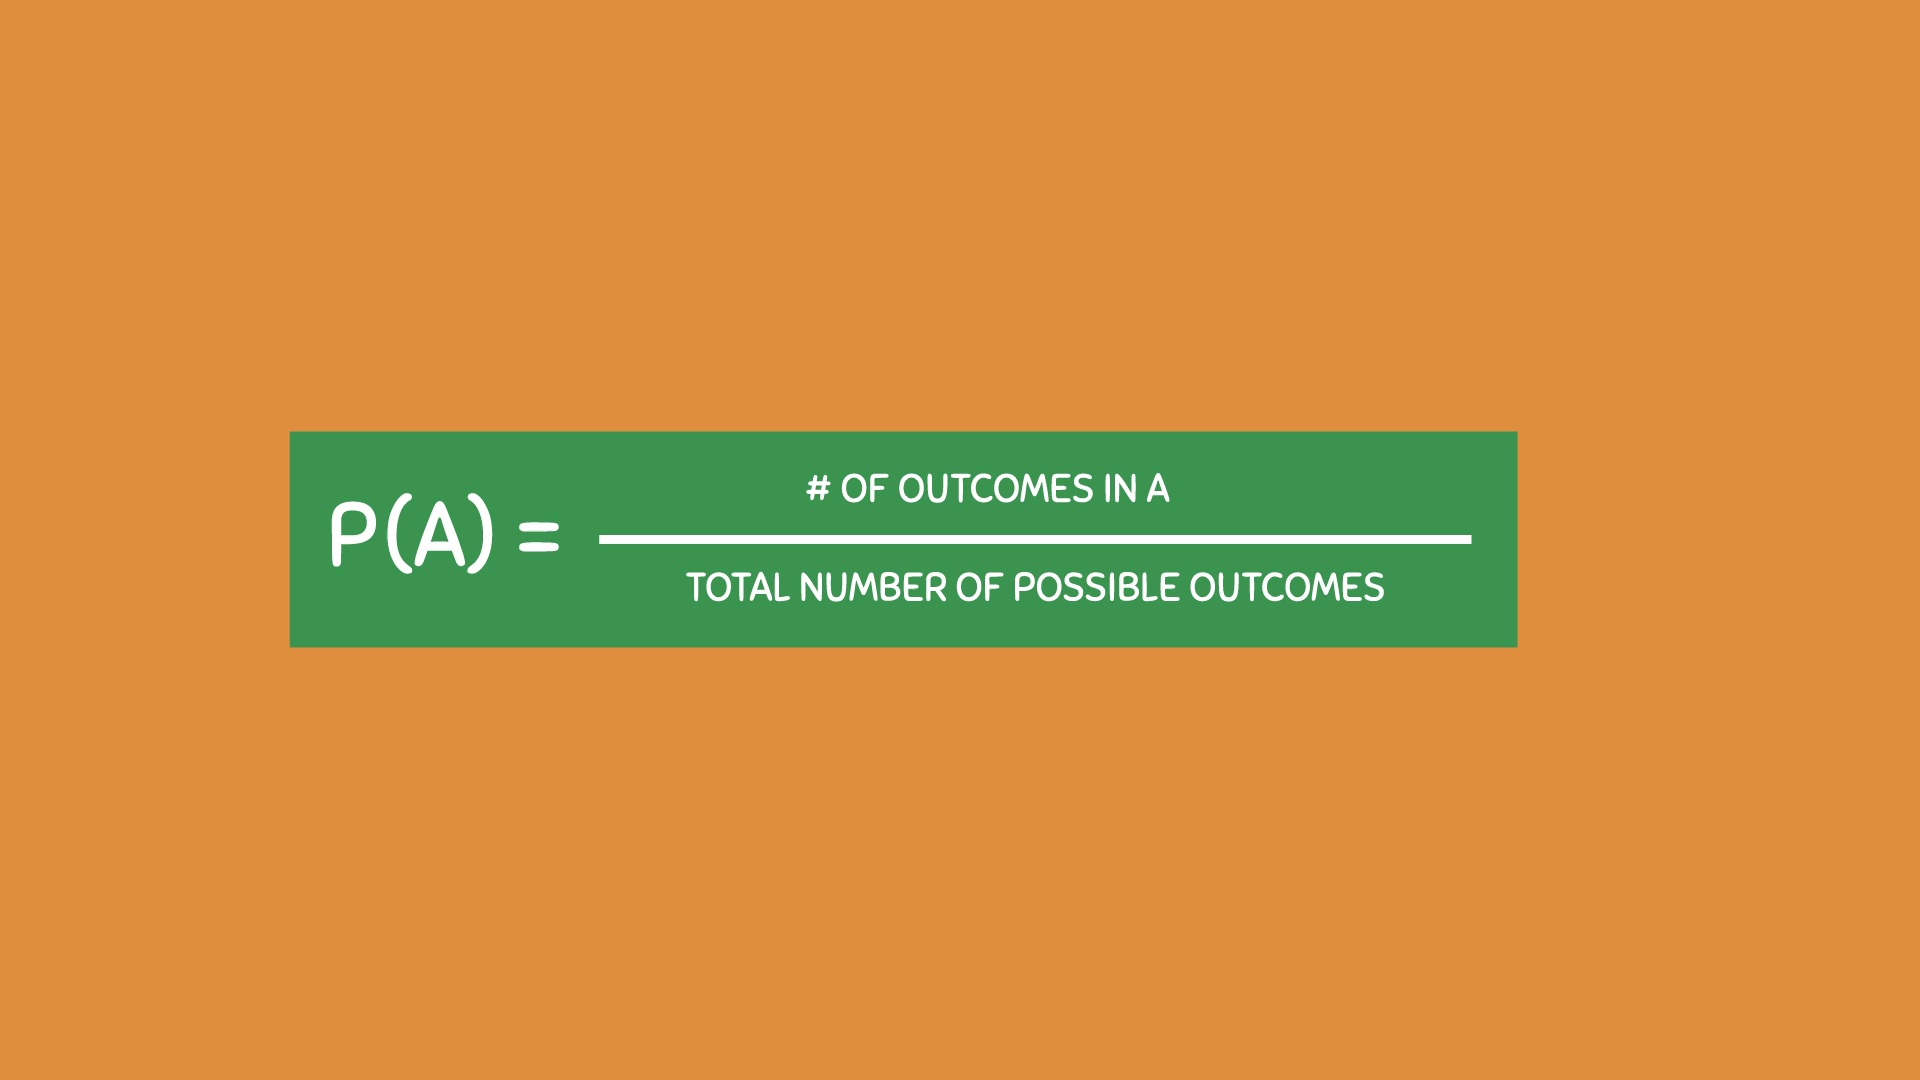 P(A) =
# OF OUTCOMES IN A
TOTAL NUMBER OF POSSIBLE OUTCOMES